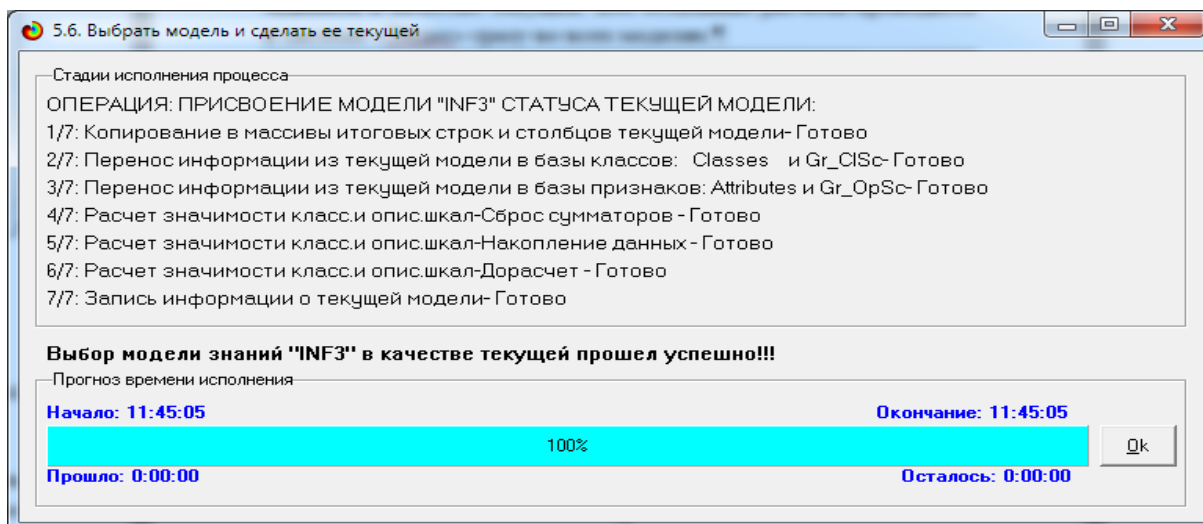 5.6. Выбрать модель и сделать ее текущей
Стадии исполнения процесса
ОПЕРАЦИЯ: ПРИСВОЕНИЕ МОДЕЛИ "INF3" СТАТУСА ТЕКУЩЕЙ МОДЕЛИ:
1/7: Копирование в массивы итоговых строк и столбцов текущей модели- Готово
2/7: Перенос информации из текущей модели в базы классов: Classes и Gr_ClSc- Готово
3/7: Перенос информации из текущей модели в базы признаков: Attributes и Gr_OpSc- Готово
4/7: Расчет значимости класс.и опис.шкал-Сброс сумматоров - Готово
5/7: Расчет значимости класс.и опис.шкал-Накопление данных - Готово
6/7: Расчет значимости класс.и опис.шкал-Дорасчет - Готово
7/7: Запись информации о текущей модели- Готово
Выбор модели знаний "INF3" в качестве текущей прошел успешно!!!
Прогноз времени исполнения
Начало: 11:45:05 Окончание: 11:45:05
100% Ok
Прошло: 0:00:00 Осталось: 0:00:00